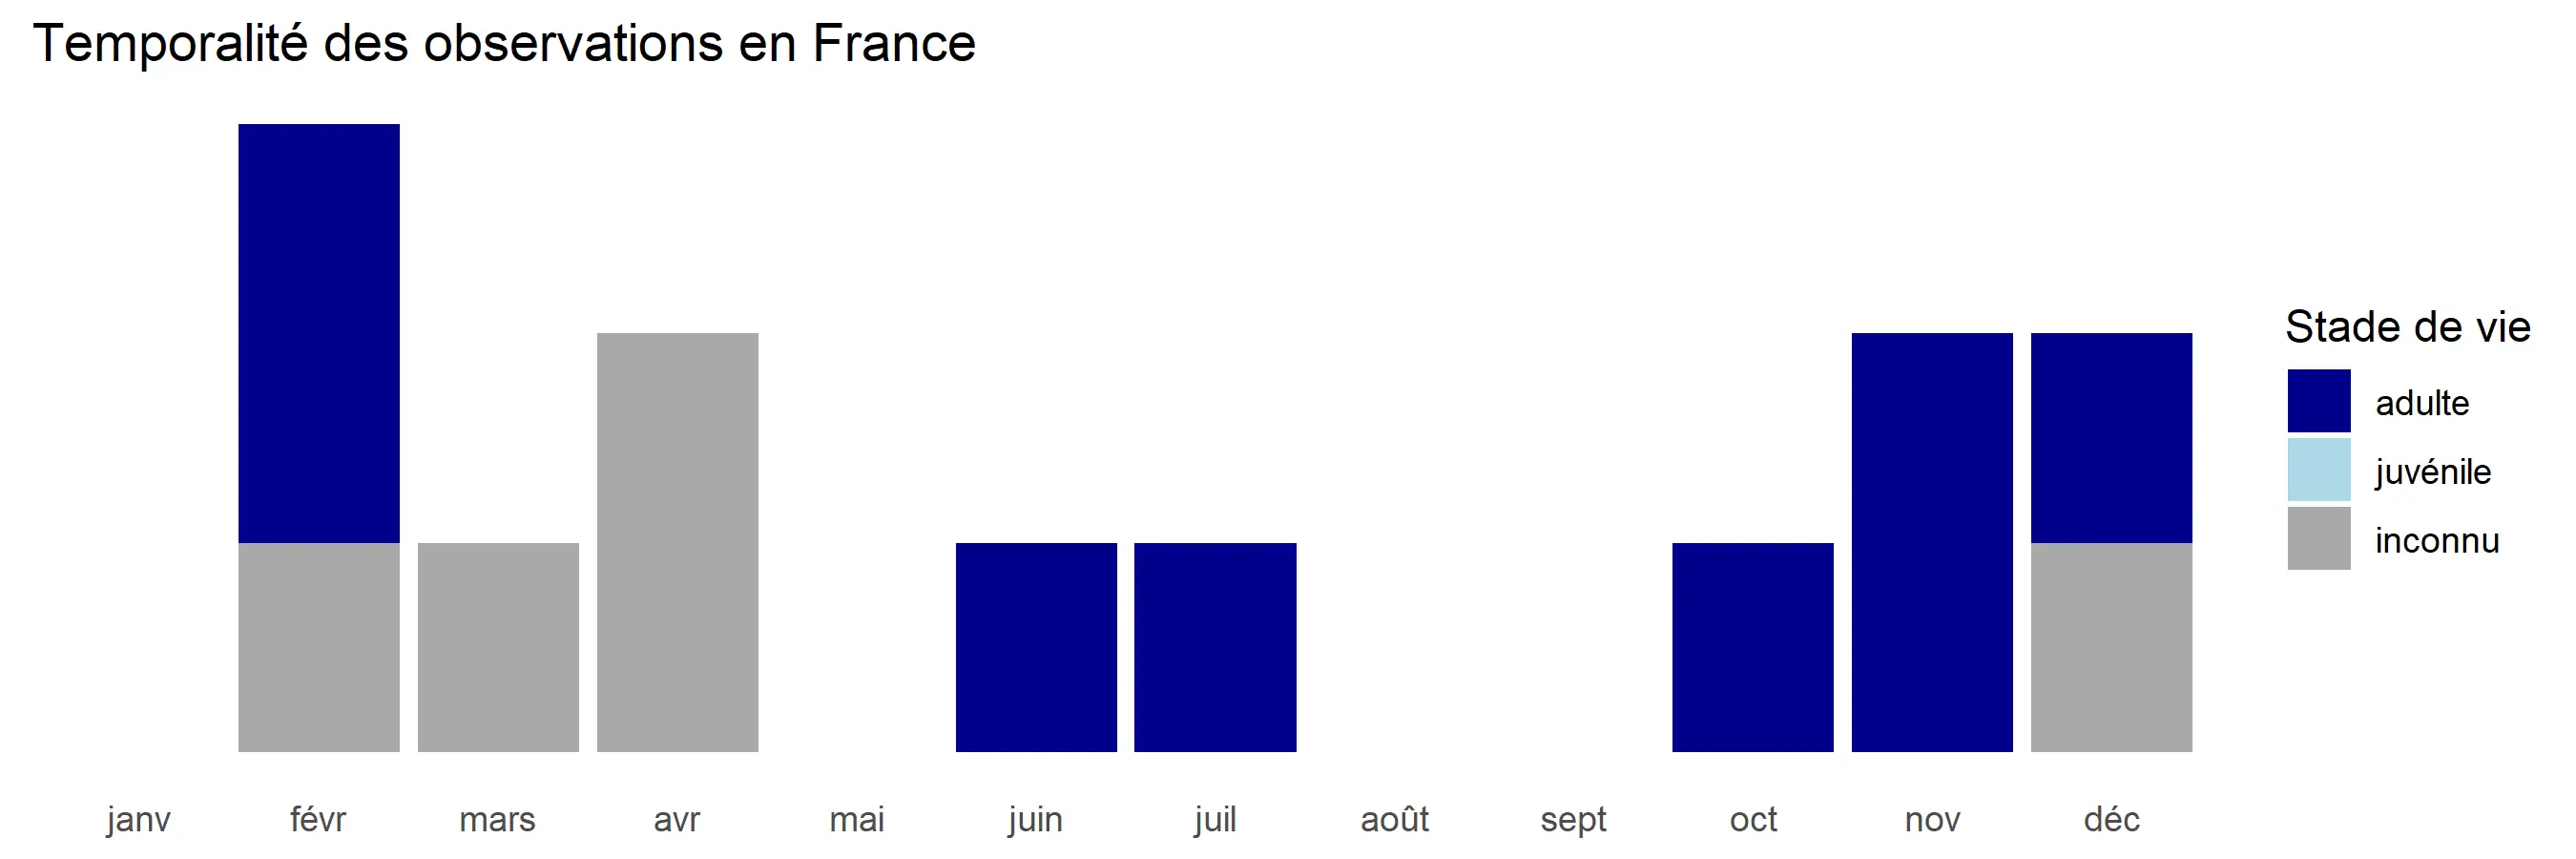 Temporalité des observations en France
Stade de vie
adulte
juvénile
inconnu
janv févr mars avr mai juin juil août sept oct nov déc